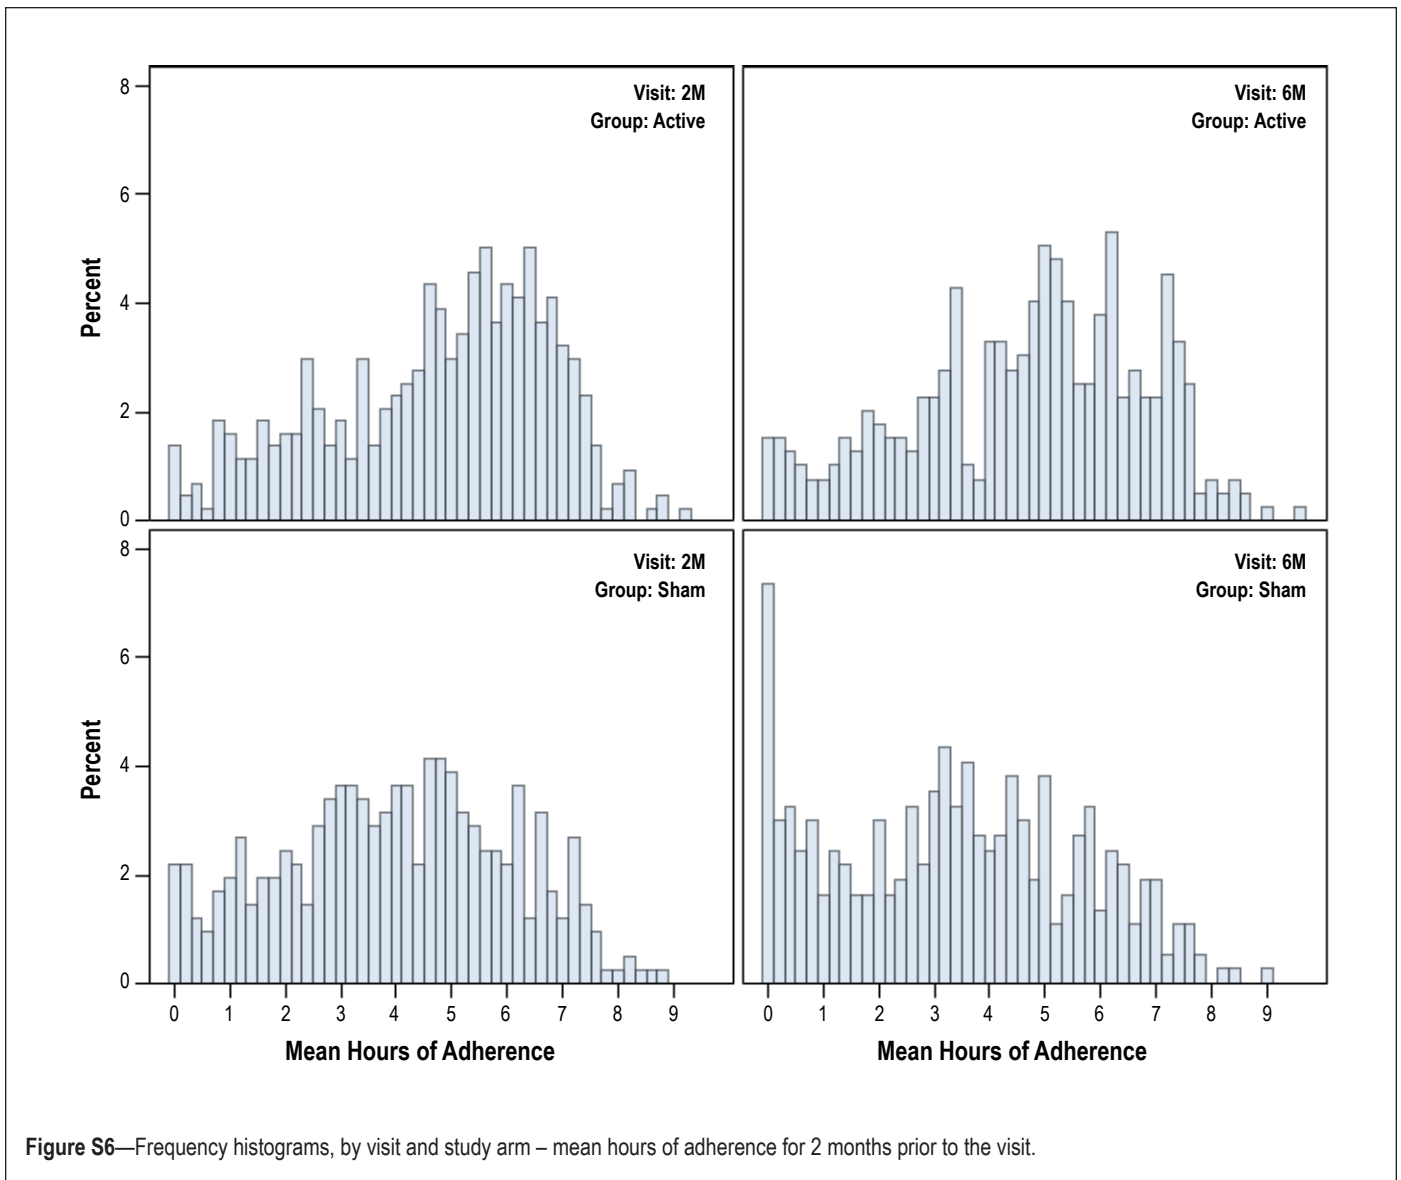 Visit: 2M
Group: Active
Visit: 6M
Group: Active
8
6
4
2
0
Percent
Visit: 2M
Group: Sham
Visit: 6M
Group: Sham
8
6
4
2
0
Percent
0 1 2 3 4 5 6 7 8 9
0 1 2 3 4 5 6 7 8 9
Mean Hours of Adherence
Mean Hours of Adherence
Figure S6—Frequency histograms, by visit and study arm – mean hours of adherence for 2 months prior to the visit.